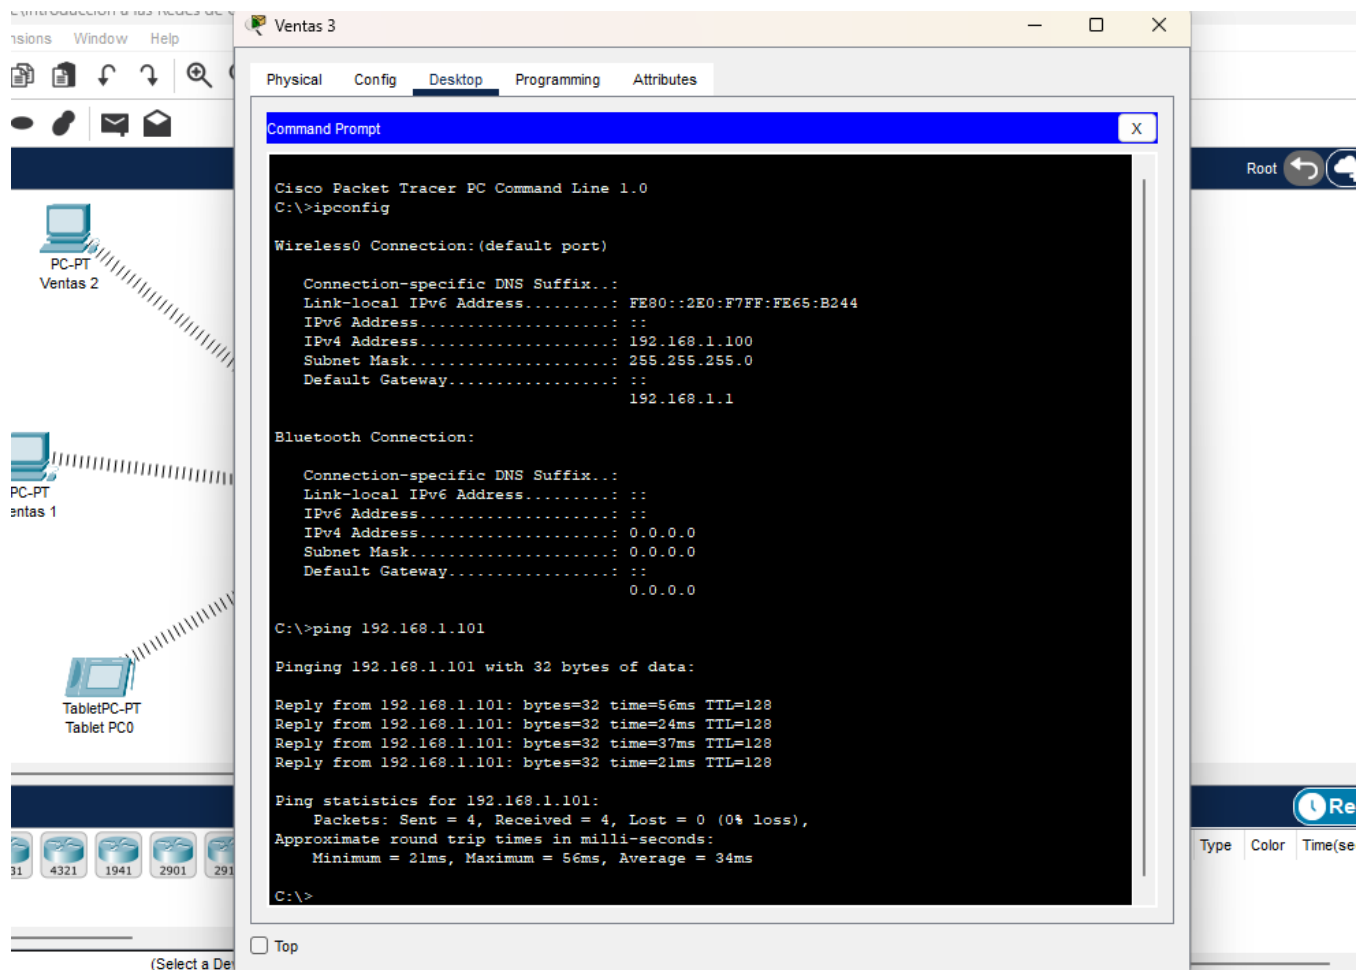 Ventas 3
nsions Window Help
Physical Config Desktop Programming Attributes
Command Prompt X
Root
Cisco Packet Tracer PC Command Line 1.0
C:\>ipconfig
Wireless0 Connection:(default port)
Connection-specific DNS Suffix..:
Link-local IPv6 Address.........: FE80::2E0:F7FF:FE65:B244
IPv6 Address....................: ::
IPv4 Address....................: 192.168.1.100
Subnet Mask.....................: 255.255.255.0
Default Gateway.................: ::
192.168.1.1
Bluetooth Connection:
Connection-specific DNS Suffix..:
Link-local IPv6 Address.........: ::
IPv6 Address....................: ::
IPv4 Address....................: 0.0.0.0
Subnet Mask.....................: 0.0.0.0
Default Gateway.................: ::
0.0.0.0
C:\>ping 192.168.1.101
Pinging 192.168.1.101 with 32 bytes of data:
Reply from 192.168.1.101: bytes=32 time=56ms TTL=128
Reply from 192.168.1.101: bytes=32 time=24ms TTL=128
Reply from 192.168.1.101: bytes=32 time=37ms TTL=128
Reply from 192.168.1.101: bytes=32 time=21ms TTL=128
Ping statistics for 192.168.1.101:
Packets: Sent = 4, Received = 4, Lost = 0 (0% loss),
Approximate round trip times in milli-seconds:
Minimum = 21ms, Maximum = 56ms, Average = 34ms
C:\>
Top
PC-PT
Ventas 2
PC-PT
entas 1
TabletPC-PT
Tablet PC0
31 4321 1941 2901 291
(Select a De
Re
Type Color Time(se